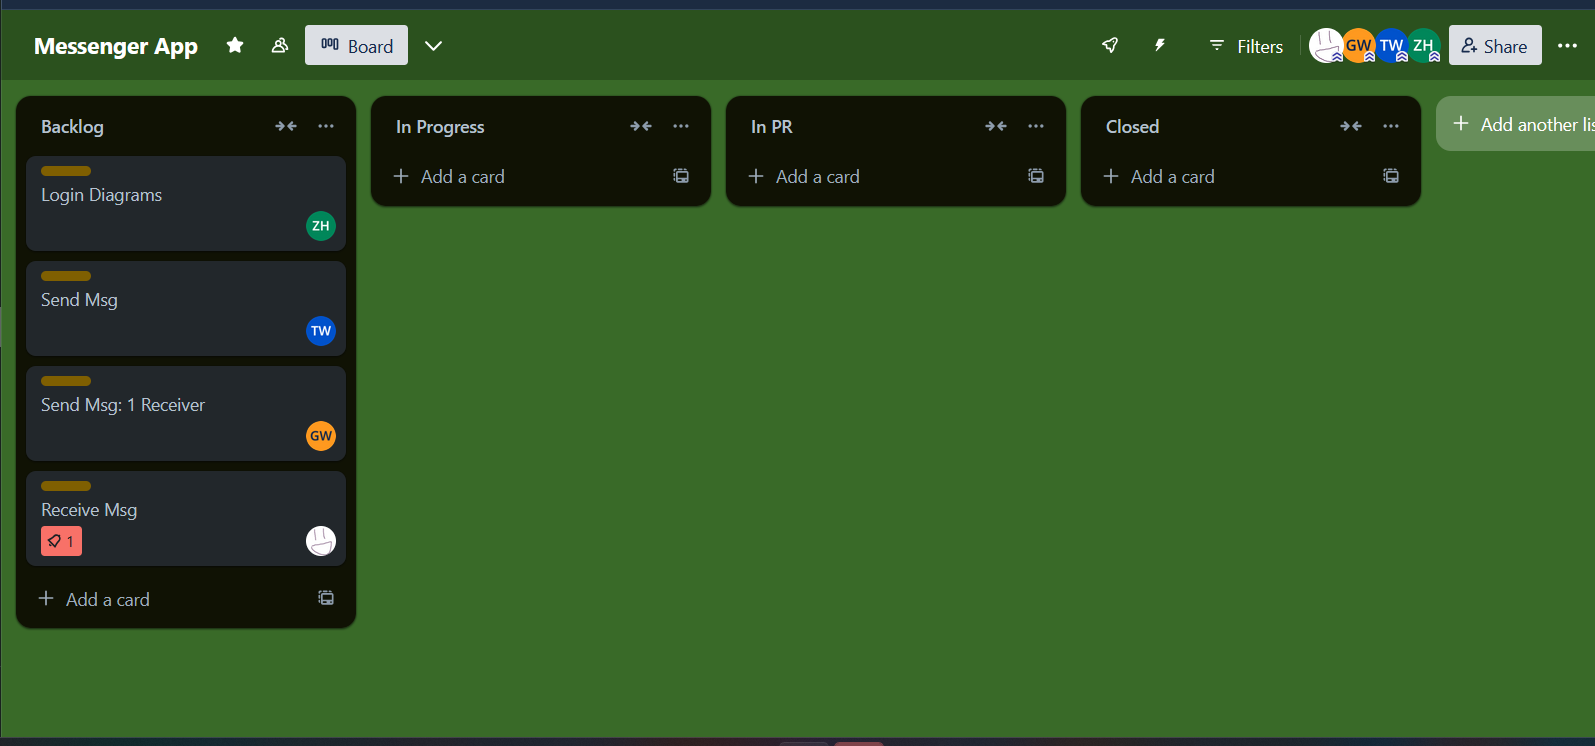 Messenger App
Board
Filters
GW
TW
ZH
Share
Backlog
Login Diagrams
ZH
Send Msg
TW
Send Msg: 1 Receiver
GW
Receive Msg
1
Add a card
In Progress
Add a card
In PR
Add a card
Closed
Add a card
Add another lis